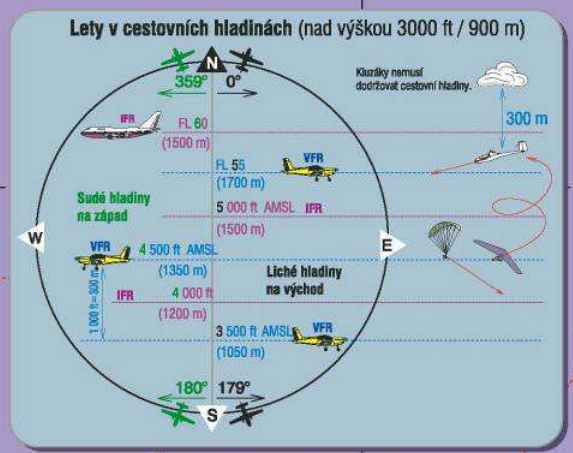 Lety v cestovních hladinách (nad výškou 3000 ft / 900 m)
N
359° 0°
Kluzáky nemusí
dodržovat cestovní hladiny.
300 m
IFR FL 60
(1500 m)
FL 55 VFR
(1700 m)
Sudé hladiny
na západ
5 000 ft AMSL IFR
(1500 m)
W
E
VFR 4 500 ft AMSL
(1350 m)
Liché hladiny
na východ
1 000 ft = 300 m
IFR 4 000 ft
(1200 m)
3 500 ft AMSL VFR
(1050 m)
180° 179°
S